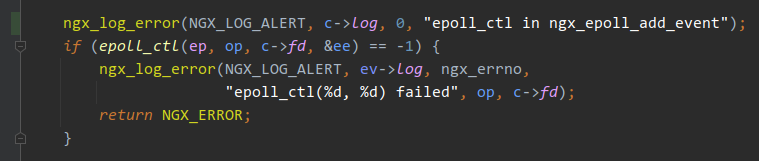 ngx_log_error(NGX_LOG_ALERT, c->log, 0, "epoll_ctl in ngx_epoll_add_event");
if (epoll_ctl(ep, op, c->fd, &ee) == -1) {
    ngx_log_error(NGX_LOG_ALERT, ev->log, ngx_errno,
                  "epoll_ctl(%d, %d) failed", op, c->fd);
    return NGX_ERROR;
}